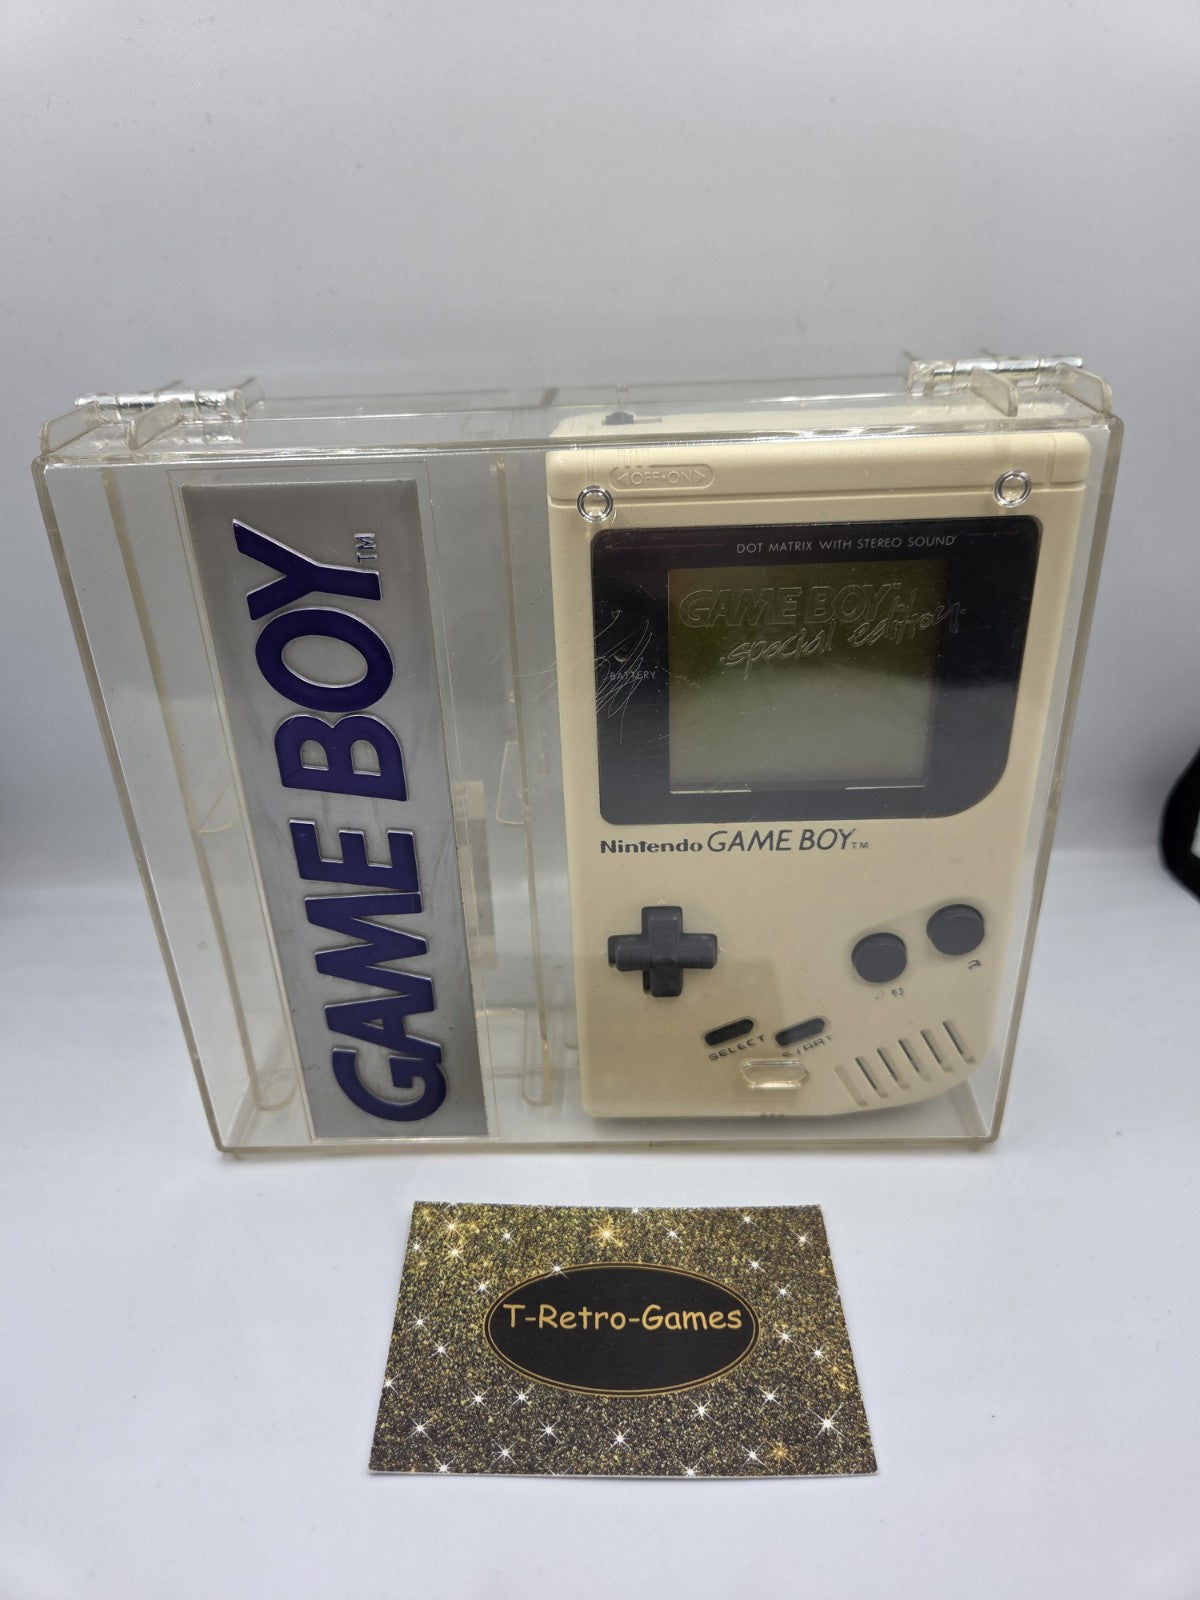 GAME BOY™
<OFF•ON>
DOT MATRIX WITH STEREO SOUND
GAME BOY™
special edition
BATTERY
Nintendo GAME BOY™
SELECT
START
T-Retro-Games